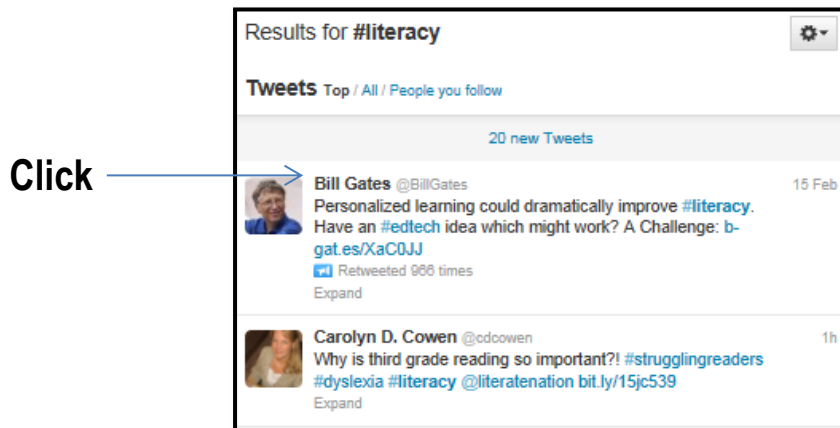 Results for #literacy
Tweets Top / All / People you follow
20 new Tweets
Click
Bill Gates @BillGates 15 Feb
Personalized learning could dramatically improve #literacy.
Have an #edtech idea which might work? A Challenge: b-
gat.es/XaC0JJ
Retweeted 966 times
Expand
Carolyn D. Cowen @cdcowen 1h
Why is third grade reading so important?! #strugglingreaders
#dyslexia #literacy @literatenation bit.ly/15jc539
Expand